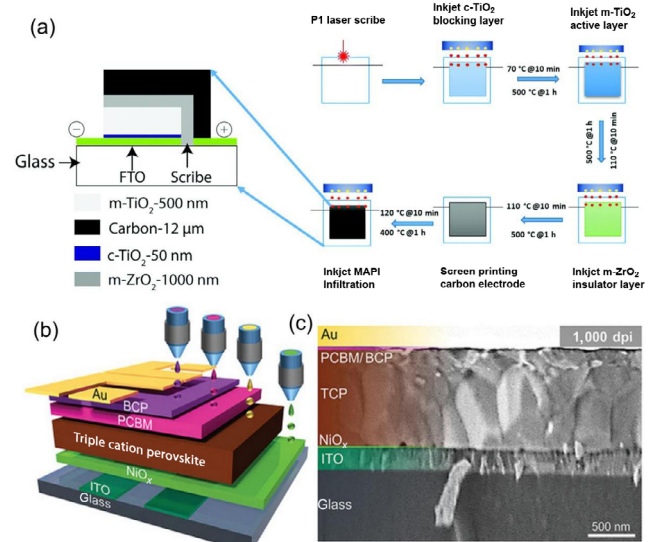 (a)
P1 laser scribe
Inkjet c-TiO2
blocking layer
Inkjet m-TiO2
active layer
70 °C @10 min
500 °C @1 h
500 °C @1 h
110 °C @10 min
Glass
FTO
Scribe
−
+
m-TiO2-500 nm
Carbon-12 μm
c-TiO2-50 nm
m-ZrO2-1000 nm
120 °C @10 min
400 °C @1 h
110 °C @10 min
500 °C @1 h
Inkjet MAPI
Infiltration
Screen printing
carbon electrode
Inkjet m-ZrO2
insulator layer
(b)
Au
BCP
PCBM
Triple cation perovskite
NiOx
ITO
Glass
(c)
Au
1,000 dpi
PCBM/BCP
TCP
NiOx
ITO
Glass
500 nm